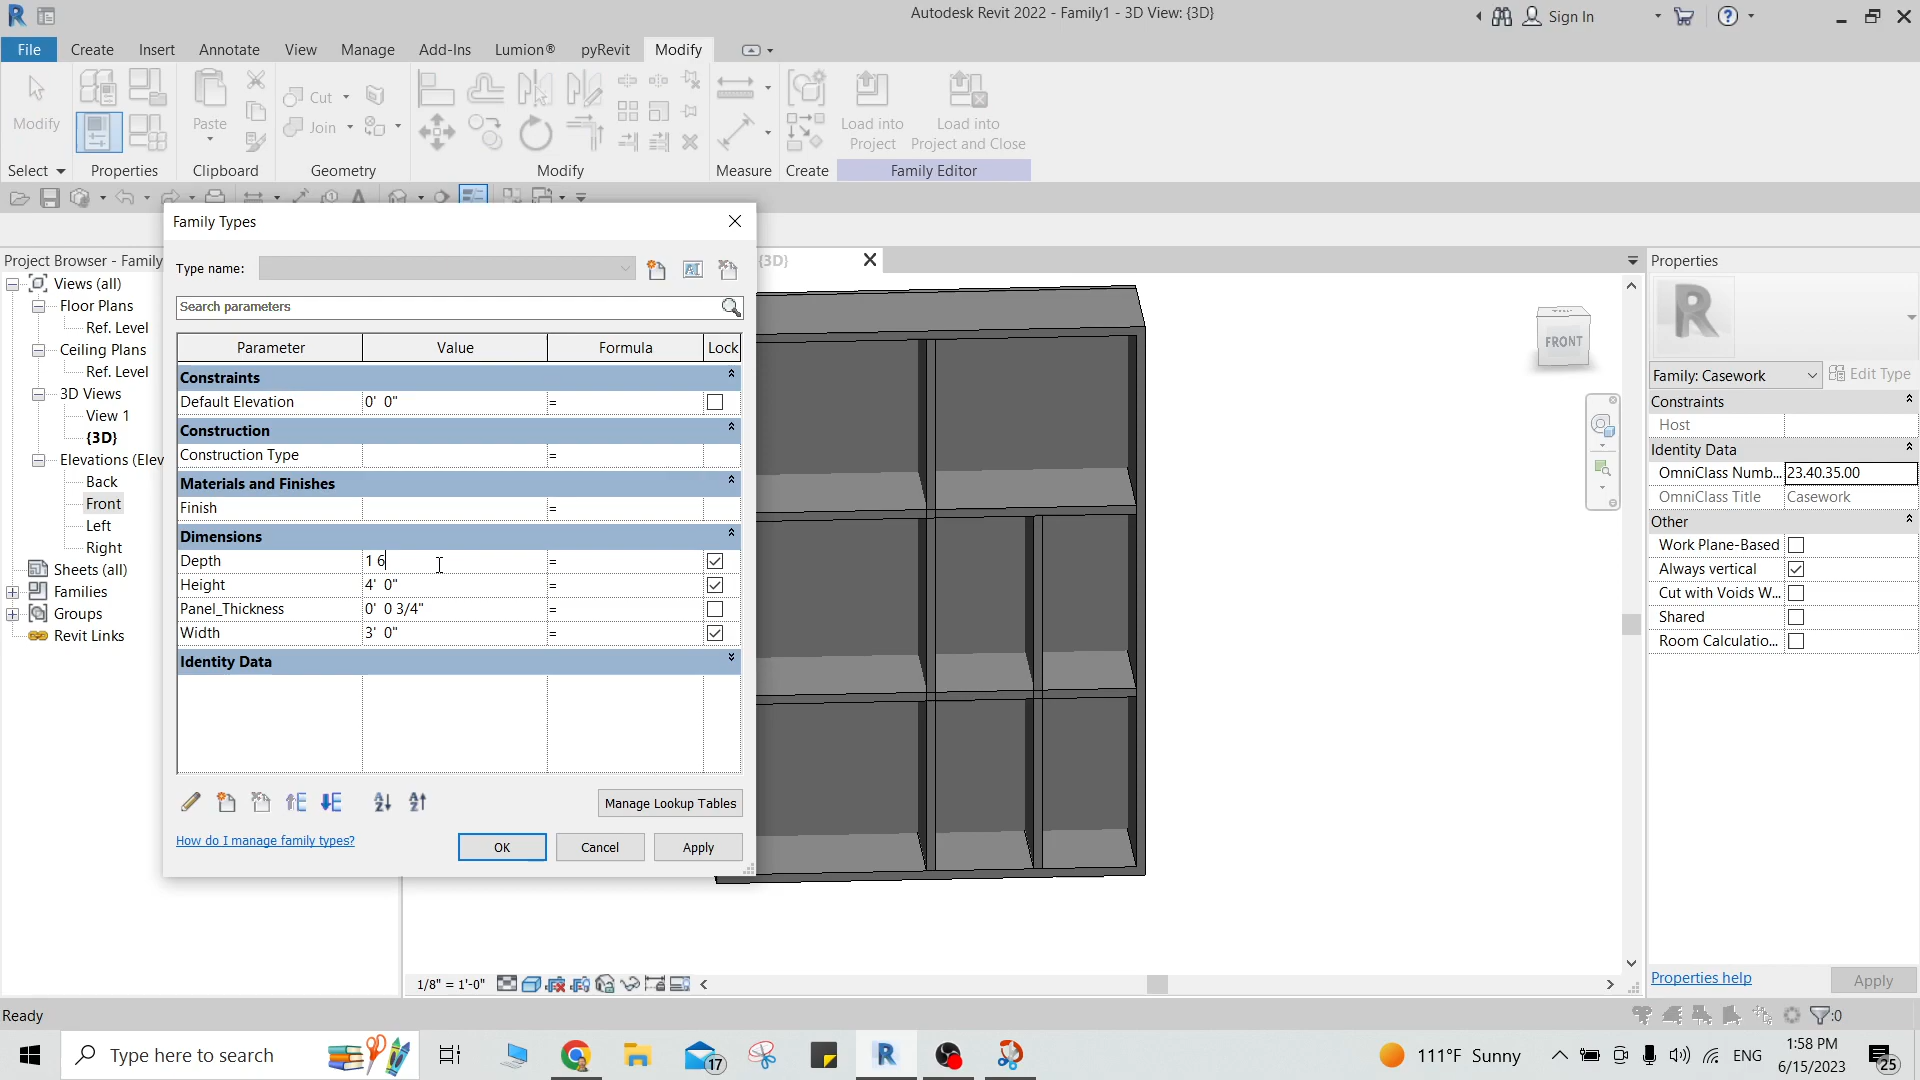 Autodesk Revit 2022 - Family1 - 3D View: {3D}
Sign In
File Create Insert Annotate View Manage Add-Ins Lumion® pyRevit Modify
Modify
Paste
Cut
Join
Load into Project
Load into Project and Close
Select Properties Clipboard Geometry Modify Measure Create Family Editor
Family Types
{3D}
Project Browser - Family
Views (all)
Floor Plans
Ref. Level
Ceiling Plans
Ref. Level
3D Views
View 1
{3D}
Elevations (Elev
Back
Front
Left
Right
Sheets (all)
Families
Groups
Revit Links
Type name:
Search parameters
Parameter Value Formula Lock
Constraints
Default Elevation 0' 0" =
Construction
Construction Type =
Materials and Finishes
Finish =
Dimensions
Depth 1 6 =
Height 4' 0" =
Panel_Thickness 0' 0 3/4" =
Width 3' 0" =
Identity Data
Manage Lookup Tables
How do I manage family types?
OK Cancel Apply
FRONT
Properties
R
Family: Casework Edit Type
Constraints
Host
Identity Data
OmniClass Numb... 23.40.35.00
OmniClass Title Casework
Other
Work Plane-Based
Always vertical
Cut with Voids W...
Shared
Room Calculatio...
Properties help Apply
1/8" = 1'-0"
Ready
:0
Type here to search
17
R
111°F Sunny
ENG
1:58 PM
6/15/2023
25